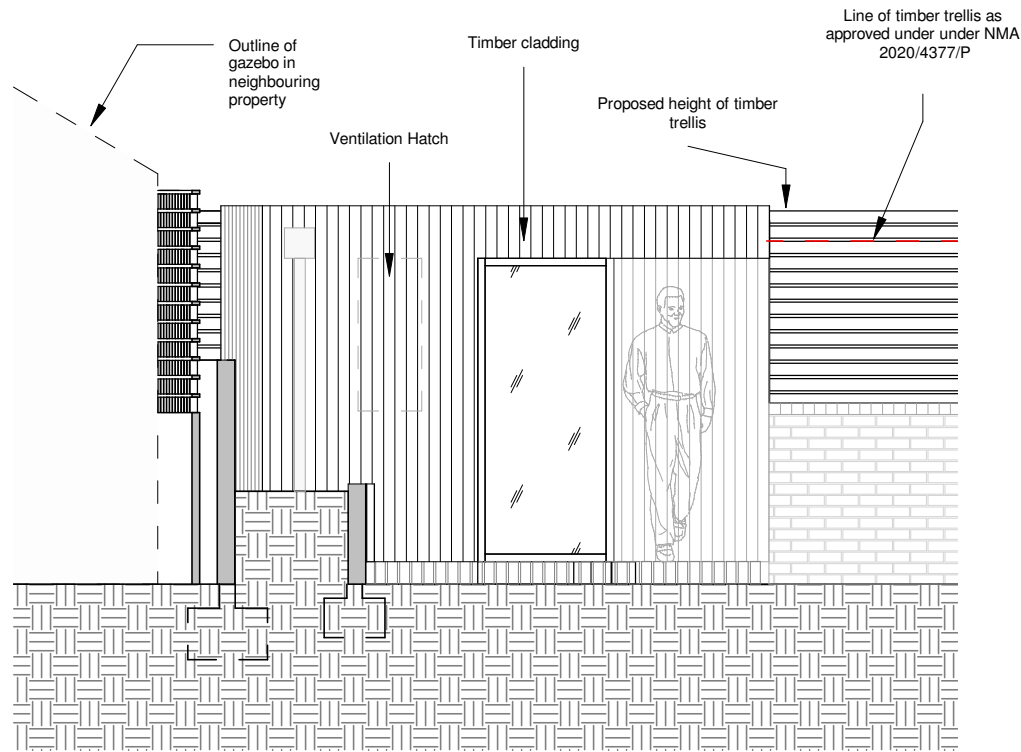 Line of timber trellis as
approved under under NMA
2020/4377/P
Outline of
gazebo in
neighbouring
property
Timber cladding
Proposed height of timber
trellis
Ventilation Hatch